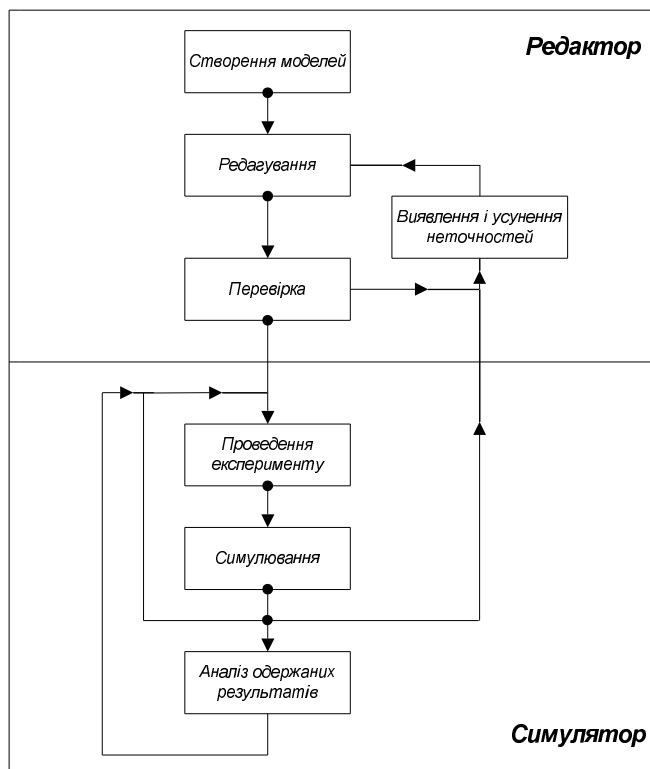 Редактор
Створення моделей
Редагування
Виявлення і усунення
неточностей
Перевірка
Проведення
експерименту
Симулювання
Аналіз одержаних
результатів
Симулятор